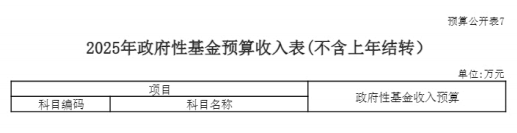 预算公开表7
2025年政府性基金预算收入表(不含上年结转)
单位:万元
项目
政府性基金收入预算
科目编码 科目名称